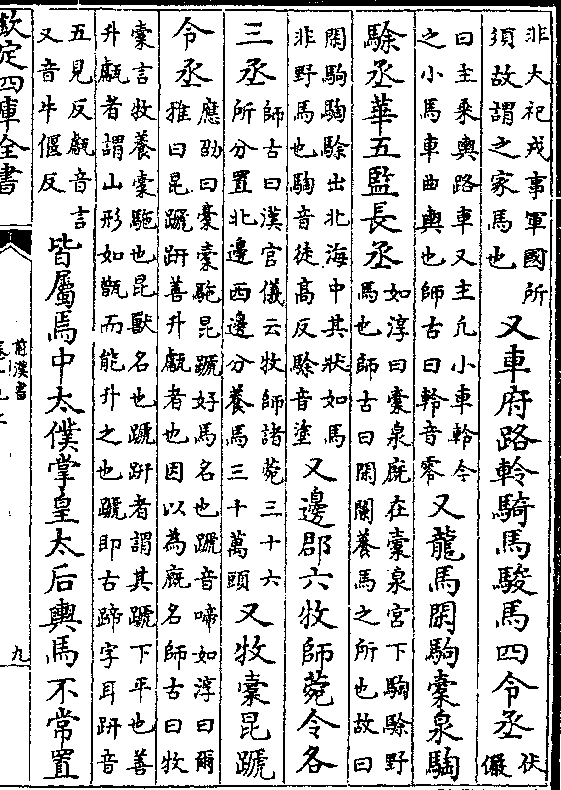 非大祀戎事軍國所須故謂之家馬也又車府路軨騎馬駿馬四令丞伏儼
曰主乘輿路車又主凢小車軨今之小馬車曲輿也師古曰軨音零又龍馬閑駒槖泉騊
駼丞華五監長丞如淳曰槖泉廐在槖泉宮下騊駼野馬也師古曰閑闌養馬之所也故曰
閑駒騊駼出北海中其狀如馬非野馬也騊音徒高反駼音塗又邊郡六牧師菀令各
三丞師古曰漢官儀云牧師諸菀三十六所分置北邊西邊分養馬三十萬頭又牧槖昆蹏
令丞應劭曰槖槖駞昆蹏好馬名也蹏音啼如淳曰爾雅曰昆蹏趼善升甗者也因以為廐名師古曰牧
槖言牧養槖駞也昆獸名也蹏趼者謂其蹏下平也善升甗者謂山形如甑而能升之也蹏即古蹄字耳趼音
五見反甗音言又音牛偃反皆屬焉中太僕掌皇太后輿馬不常置
欽定四庫全書
前漢書
九